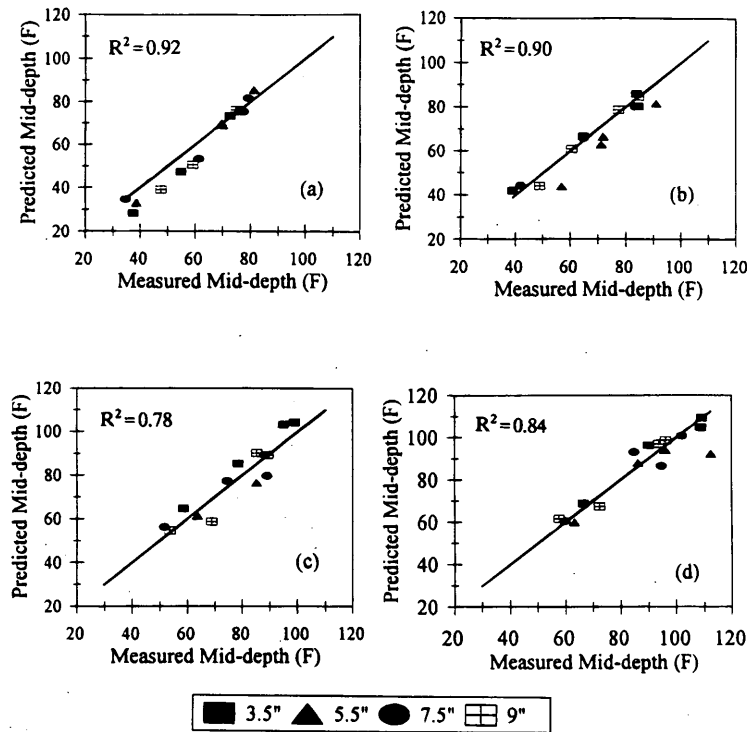 120
100
80
60
40
20
Predicted Mid-depth (F)
R²=0.92
(a)
20 40 60 80 100 120
Measured Mid-depth (F)
120
100
80
60
40
20
Predicted Mid-depth (F)
R²=0.90
(b)
20 40 60 80 100 120
Measured Mid-depth (F)
120
100
80
60
40
20
Predicted Mid-depth (F)
R²=0.78
(c)
20 40 60 80 100 120
Measured Mid-depth (F)
120
100
80
60
40
20
Predicted Mid-depth (F)
R²=0.84
(d)
20 40 60 80 100 120
Measured Mid-depth (F)
3.5" 5.5" 7.5" 9"